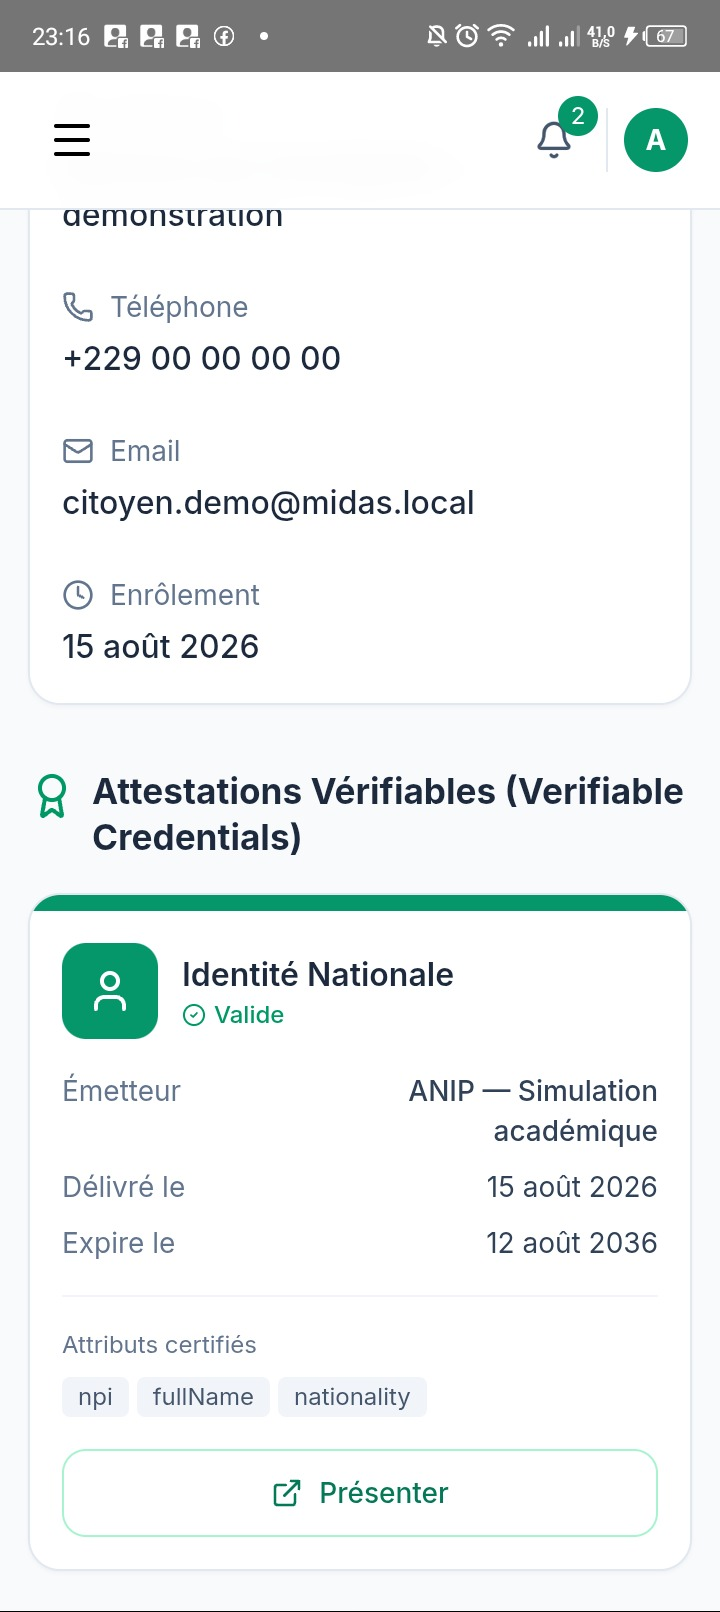 23:16
41,0
B/S
67
2
A
demonstration
Téléphone
+229 00 00 00 00
Email
citoyen.demo@midas.local
Enrôlement
15 août 2026
Attestations Vérifiables (Verifiable
Credentials)
Identité Nationale
Valide
Émetteur
ANIP — Simulation
académique
Délivré le
15 août 2026
Expire le
12 août 2036
Attributs certifiés
npi
fullName
nationality
Présenter